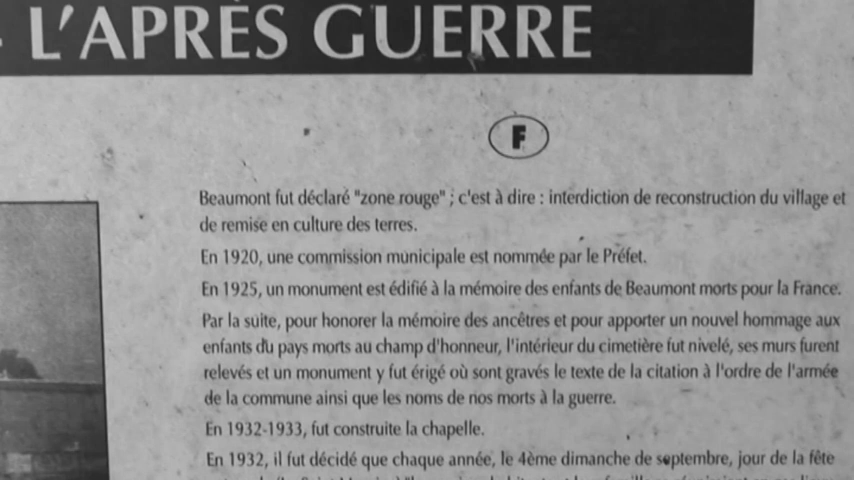 - L'APRÈS GUERRE
F
Beaumont fut déclaré "zone rouge" ; c'est à dire : interdiction de reconstruction du village et
de remise en culture des terres.
En 1920, une commission municipale est nommée par le Préfet.
En 1925, un monument est édifié à la mémoire des enfants de Beaumont morts pour la France.
Par la suite, pour honorer la mémoire des ancêtres et pour apporter un nouvel hommage aux
enfants du pays morts au champ d'honneur, l'intérieur du cimetière fut nivelé, ses murs furent
relevés et un monument y fut érigé où sont gravés le texte de la citation à l'ordre de l'armée
de la commune ainsi que les noms de nos morts à la guerre.
En 1932-1933, fut construite la chapelle.
En 1932, il fut décidé que chaque année, le 4ème dimanche de septembre, jour de la fête